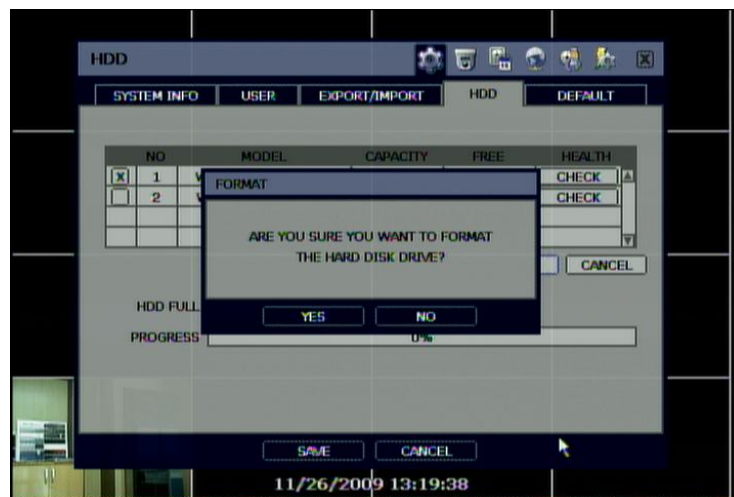 HDD
SYSTEM INFO USER EXPORT/IMPORT HDD DEFAULT
NO MODEL CAPACITY FREE HEALTH
X 1 CHECK
2 CHECK
FORMAT
ARE YOU SURE YOU WANT TO FORMAT
THE HARD DISK DRIVE?
YES NO
CANCEL
HDD FULL
PROGRESS 0%
SAVE CANCEL
11/26/2009 13:19:38